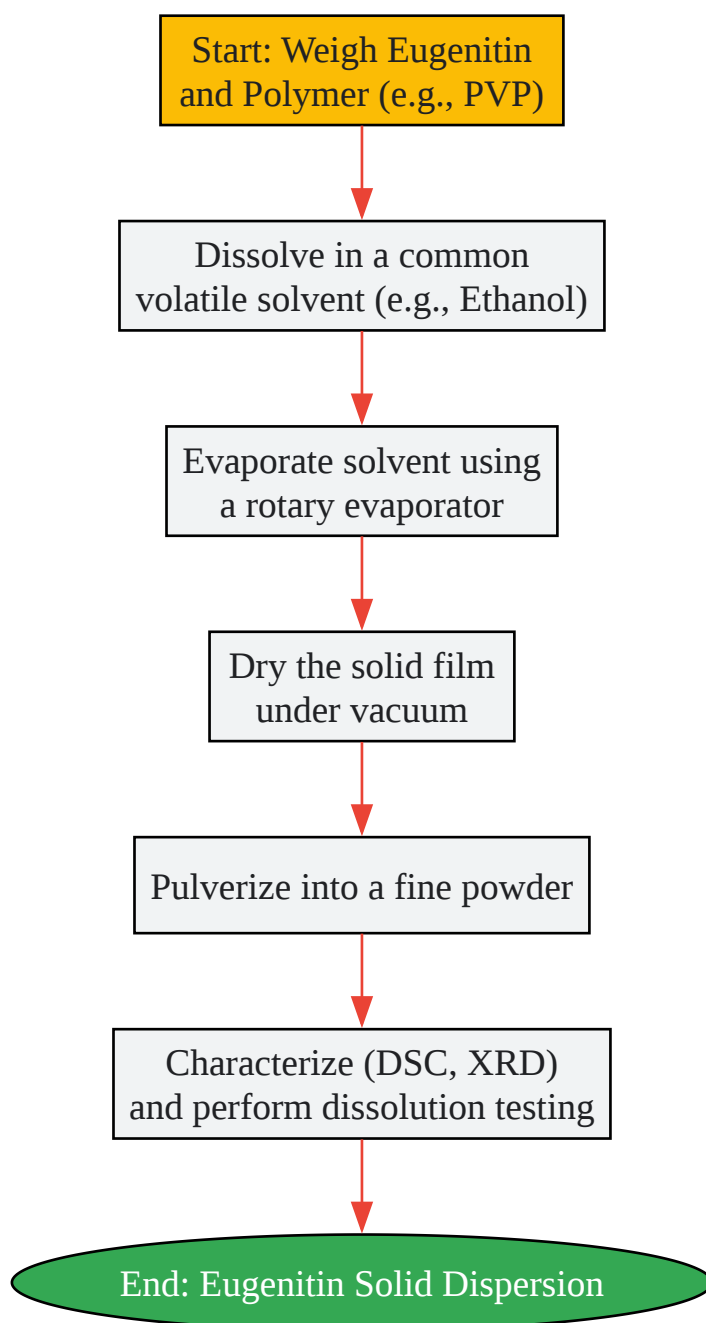 Start: Weigh Eugenitin
and Polymer (e.g., PVP)
Dissolve in a common
volatile solvent (e.g., Ethanol)
Evaporate solvent using
a rotary evaporator
Dry the solid film
under vacuum
Pulverize into a fine powder
Characterize (DSC, XRD)
and perform dissolution testing
End: Eugenitin Solid Dispersion